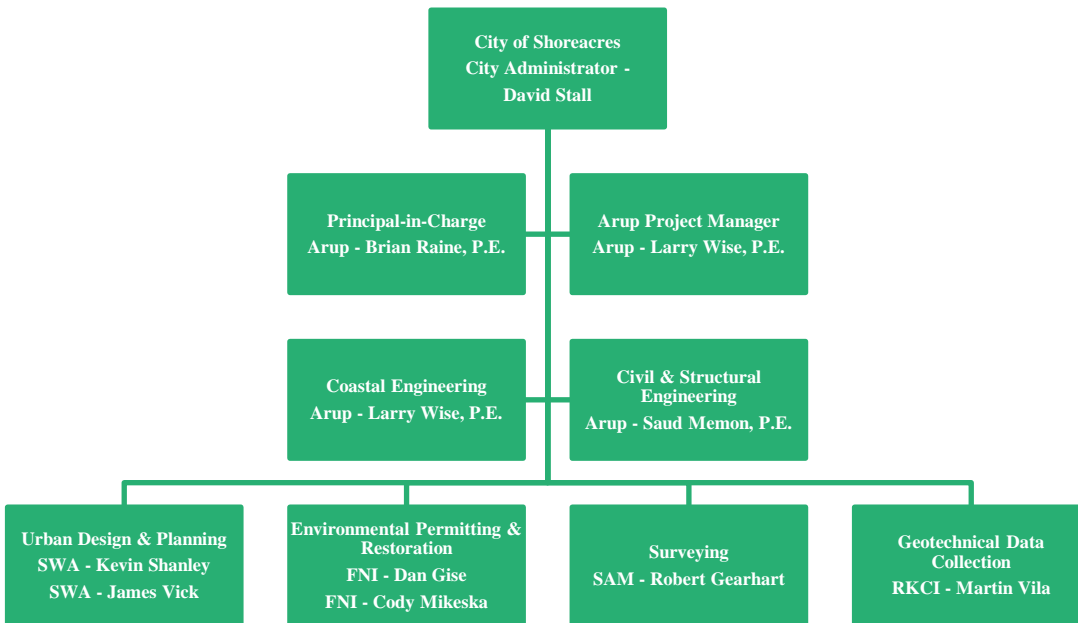 City of Shoreacres
City Administrator -
David Stall
Principal-in-Charge
Arup - Brian Raine, P.E.
Arup Project Manager
Arup - Larry Wise, P.E.
Coastal Engineering
Arup - Larry Wise, P.E.
Civil & Structural
Engineering
Arup - Saud Memon, P.E.
Urban Design & Planning
SWA - Kevin Shanley
SWA - James Vick
Environmental Permitting &
Restoration
FNI - Dan Gise
FNI - Cody Mikeska
Surveying
SAM - Robert Gearhart
Geotechnical Data
Collection
RKCI - Martin Vila